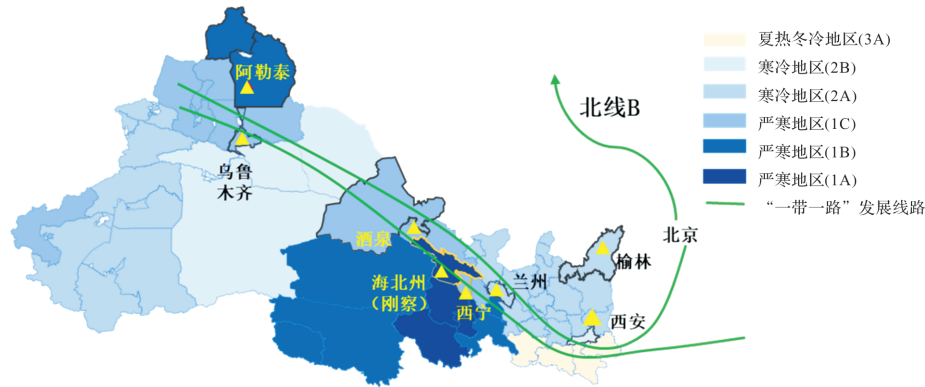 阿勒泰
乌鲁
木齐
酒泉
海北州
（刚察）
西宁
兰州
榆林
西安
北京
北线B
夏热冬冷地区(3A)
寒冷地区(2B)
寒冷地区(2A)
严寒地区(1C)
严寒地区(1B)
严寒地区(1A)
“一带一路”发展线路